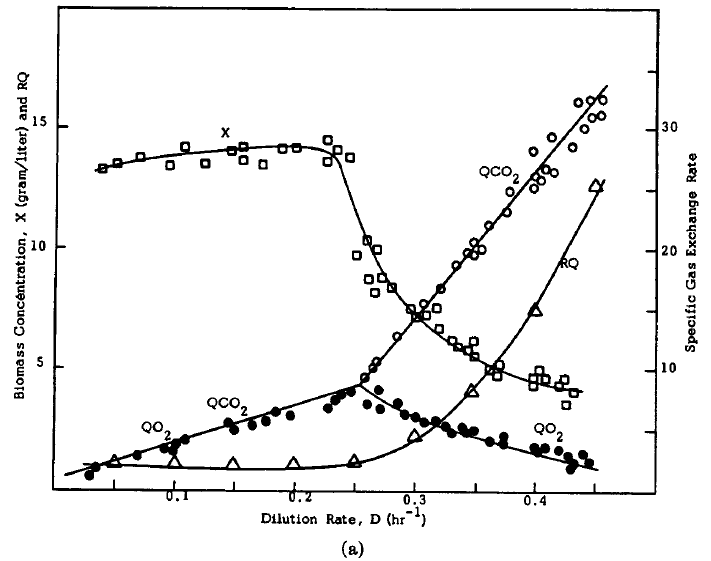 Biomass Concentration, X (gram/liter) and RQ
15
10
5
X
QCO2
RQ
QCO2
QO2
QO2
30
20
10
Specific Gas Exchange Rate
0.1
0.2
0.3
0.4
Dilution Rate, D (hr-1)
(a)